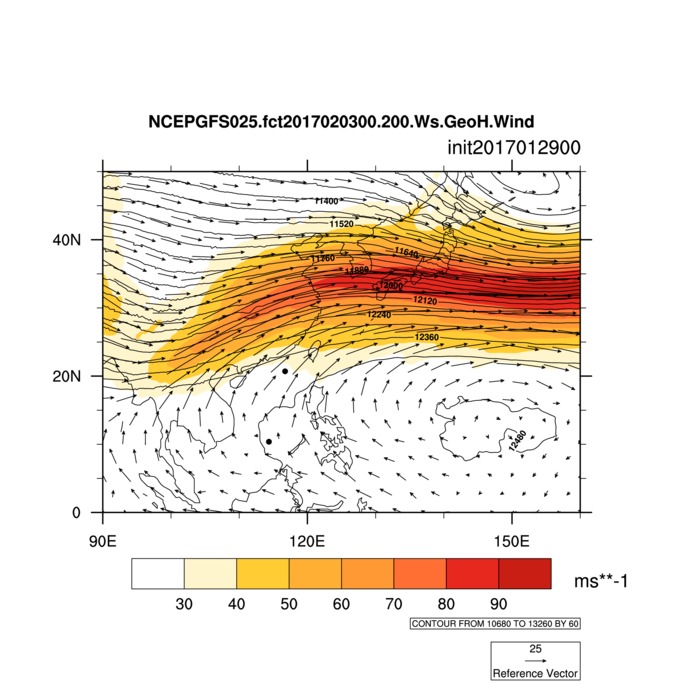 NCEPGFS025.fct2017020300.200.Ws.GeoH.Wind
init2017012900
11400
11520
40N
11640
11760
11880
12000
12120
12240
12360
20N
12480
0
90E 120E 150E
ms**-1
30 40 50 60 70 80 90
CONTOUR FROM 10680 TO 13260 BY 60
25
Reference Vector